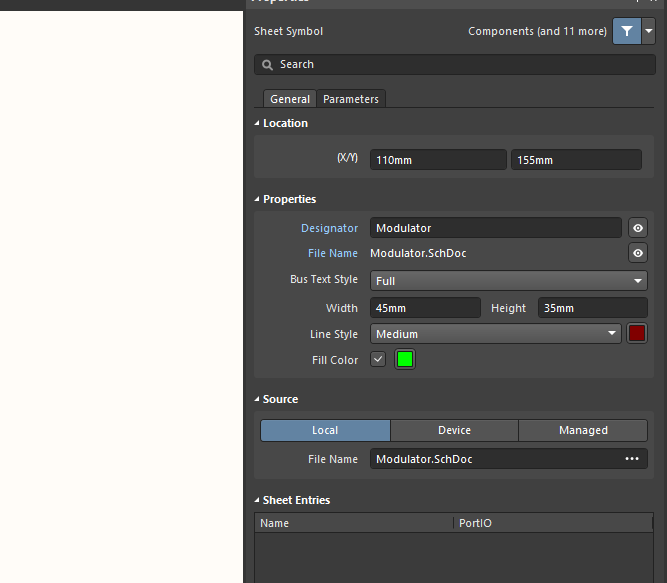 Properties
Sheet Symbol Components (and 11 more)
Search
General Parameters
Location
(X/Y) 110mm 155mm
Properties
Designator Modulator
File Name Modulator.SchDoc
Bus Text Style Full
Width 45mm Height 35mm
Line Style Medium
Fill Color
Source
Local Device Managed
File Name Modulator.SchDoc
Sheet Entries
Name PortIO